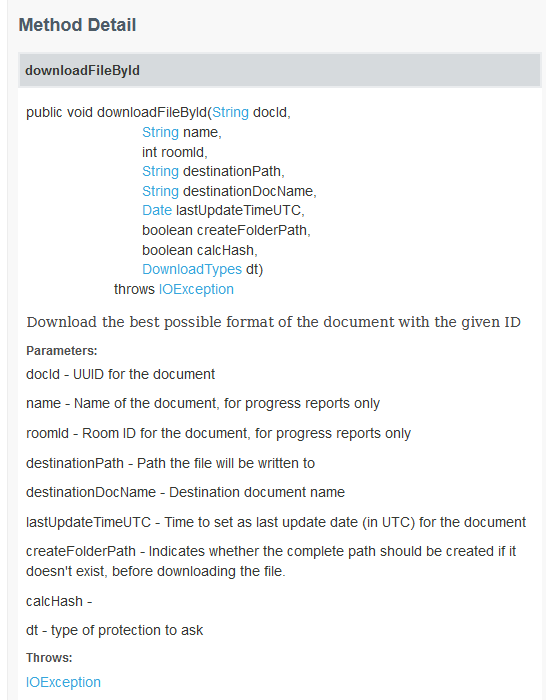 Method Detail
downloadFileById
public void downloadFileById(String docId,
String name,
int roomId,
String destinationPath,
String destinationDocName,
Date lastUpdateTimeUTC,
boolean createFolderPath,
boolean calcHash,
DownloadTypes dt)
throws IOException
Download the best possible format of the document with the given ID
Parameters:
docId - UUID for the document
name - Name of the document, for progress reports only
roomId - Room ID for the document, for progress reports only
destinationPath - Path the file will be written to
destinationDocName - Destination document name
lastUpdateTimeUTC - Time to set as last update date (in UTC) for the document
createFolderPath - Indicates whether the complete path should be created if it
doesn't exist, before downloading the file.
calcHash -
dt - type of protection to ask
Throws:
IOException